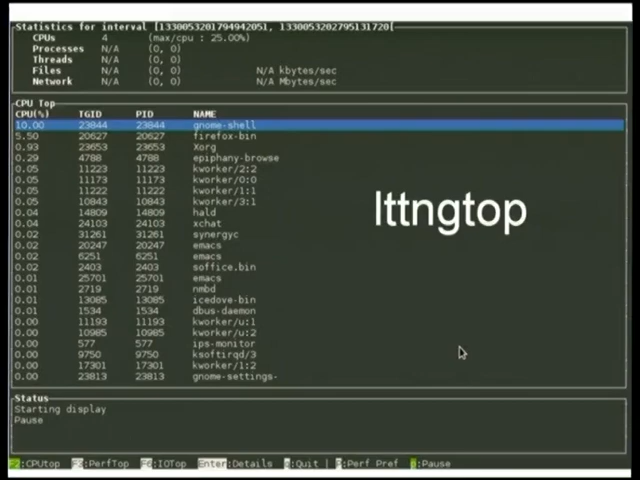 Statistics for interval [1330053201794942051, 1330053202795131720[
CPUs 4 (max/cpu : 25.00%)
Processes N/A (0, 0)
Threads N/A (0, 0)
Files N/A (0, 0) N/A kbytes/sec
Network N/A (0, 0) N/A Mbytes/sec
CPU Top
CPU(%) TGID PID NAME
10.00 23844 23844 gnome-shell
5.50 20627 20627 firefox-bin
0.93 23653 23653 Xorg
0.29 4788 4788 epiphany-browse
0.05 11223 11223 kworker/2:2
0.05 11173 11173 kworker/0:0
0.05 11222 11222 kworker/1:1
0.05 10843 10843 kworker/3:1
0.04 14809 14809 hald
0.04 24103 24103 xchat
0.02 31261 31261 synergyc
0.02 20247 20247 emacs
0.02 6251 6251 emacs
0.02 2403 2403 soffice.bin
0.01 25701 25701 emacs
0.01 2719 2719 nmbd
0.01 13085 13085 icedove-bin
0.01 1534 1534 dbus-daemon
0.00 11193 11193 kworker/u:1
0.00 10985 10985 kworker/u:2
0.00 577 577 ips-monitor
0.00 9750 9750 ksoftirqd/3
0.00 17301 17301 kworker/1:2
0.00 23813 23813 gnome-settings-
lttngtop
Status
Starting display
Pause
F2:CPUtop F3:PerfTop F6:IOTop Enter:Details q:Quit | P:Perf Pref p:Pause